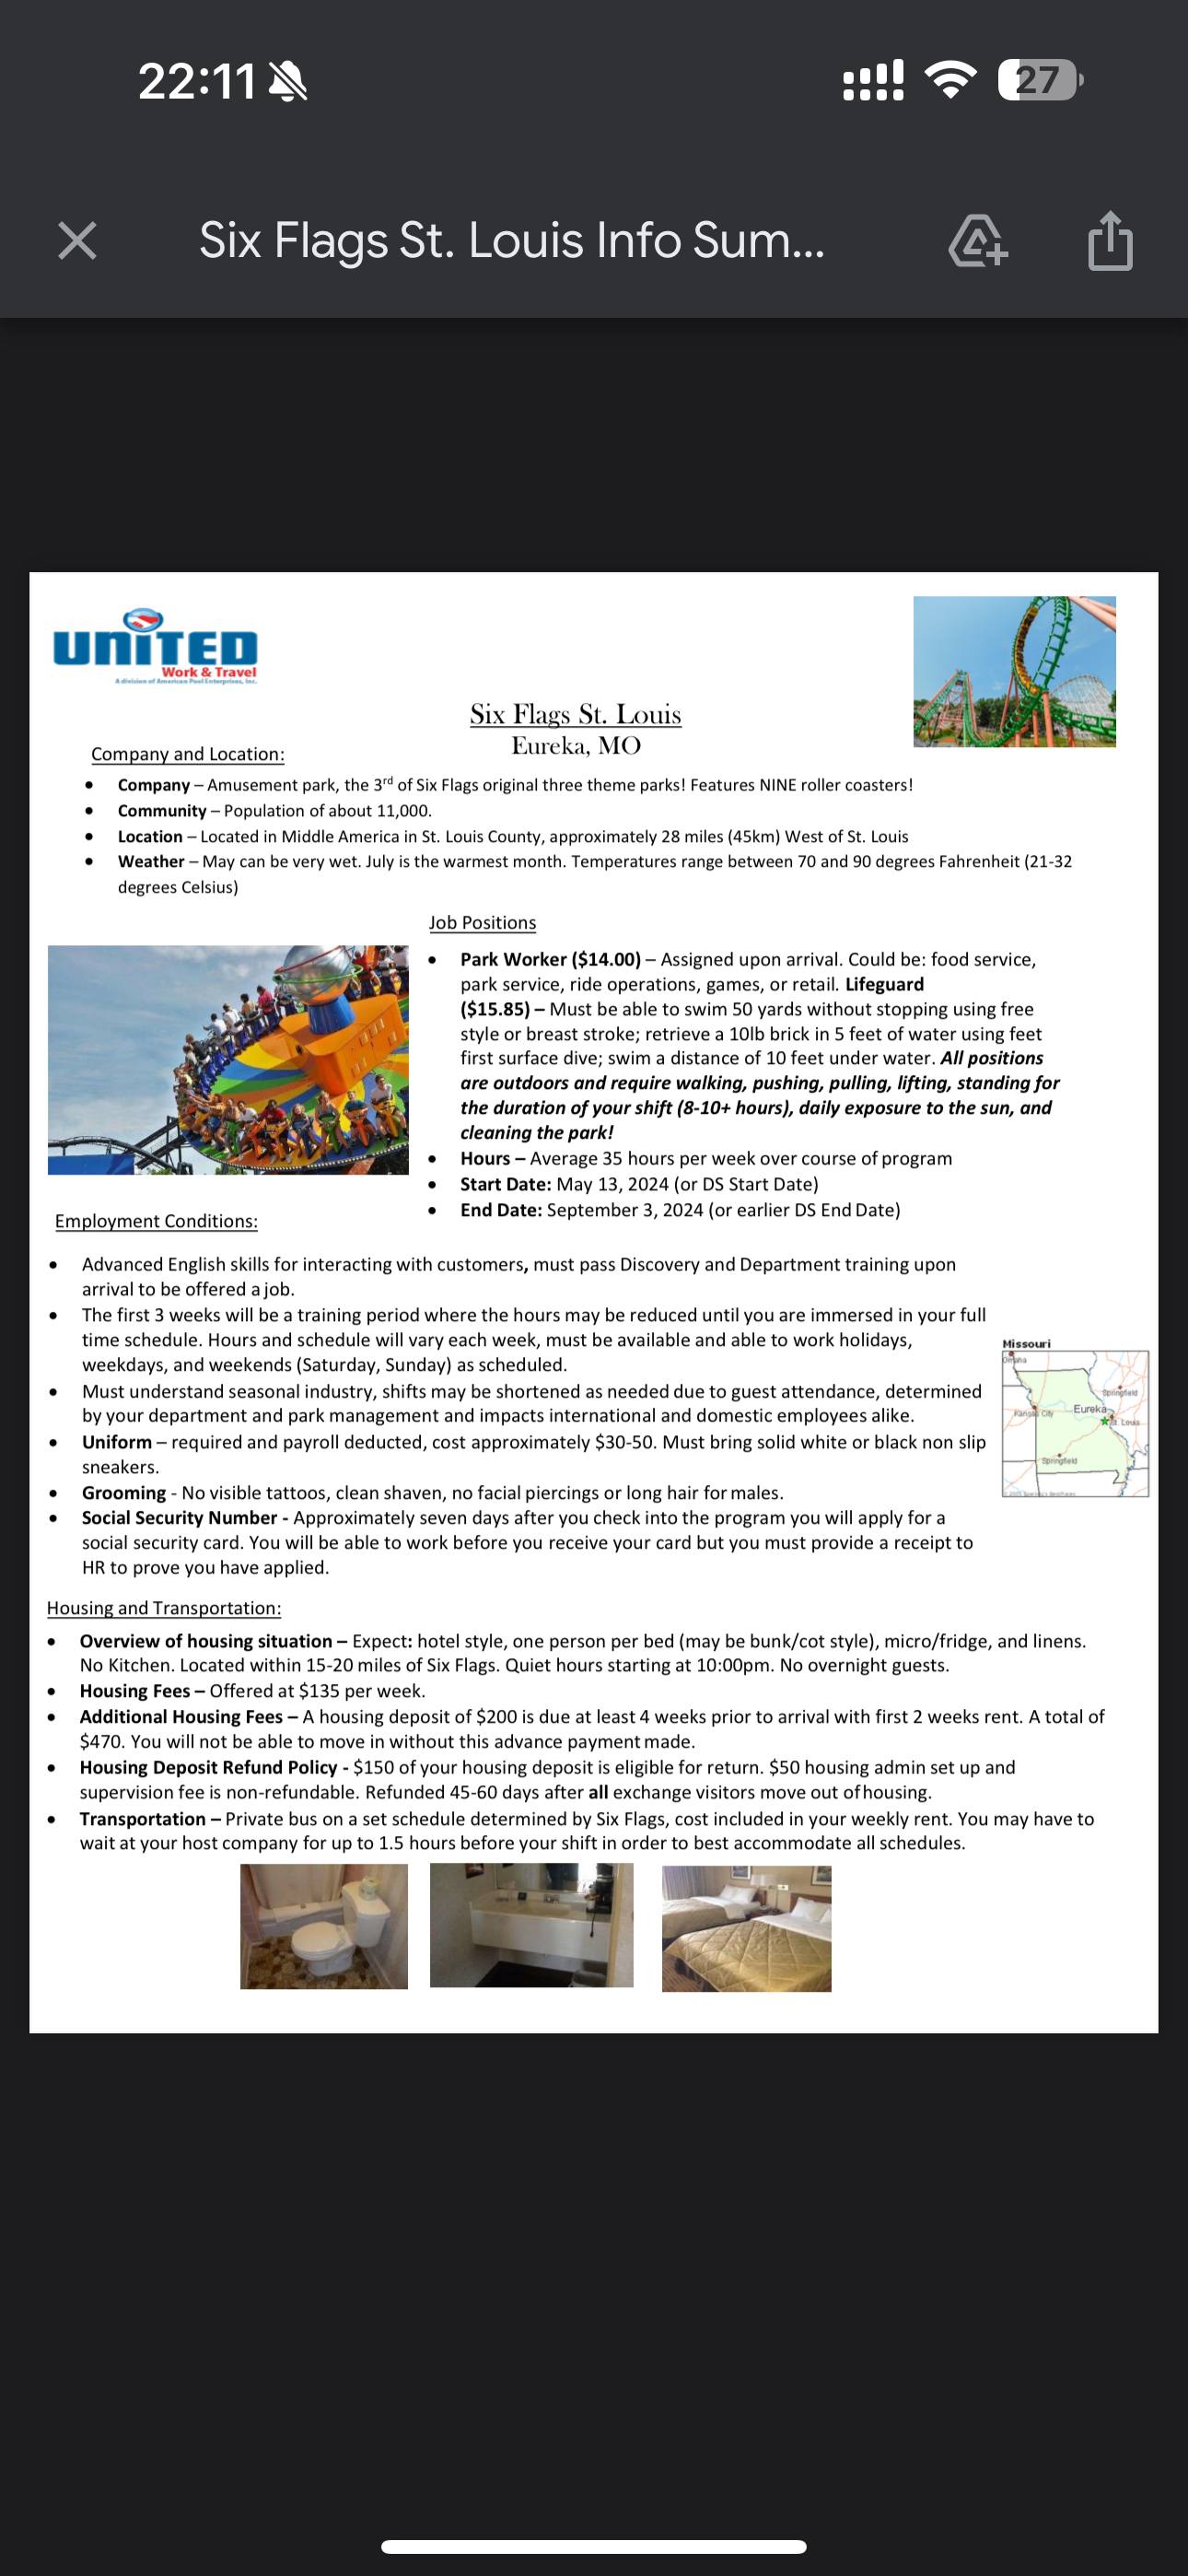 22:11
27
Six Flags St. Louis Info Sum...
UNITED
Work & Travel
A division of American Pool Enterprises, Inc.
Six Flags St. Louis
Eureka, MO
Company and Location:
• Company – Amusement park, the 3rd of Six Flags original three theme parks! Features NINE roller coasters!
• Community – Population of about 11,000.
• Location – Located in Middle America in St. Louis County, approximately 28 miles (45km) West of St. Louis
• Weather – May can be very wet. July is the warmest month. Temperatures range between 70 and 90 degrees Fahrenheit (21-32
degrees Celsius)
Job Positions
• Park Worker ($14.00) – Assigned upon arrival. Could be: food service,
park service, ride operations, games, or retail. Lifeguard
($15.85) – Must be able to swim 50 yards without stopping using free
style or breast stroke; retrieve a 10lb brick in 5 feet of water using feet
first surface dive; swim a distance of 10 feet under water. All positions
are outdoors and require walking, pushing, pulling, lifting, standing for
the duration of your shift (8-10+ hours), daily exposure to the sun, and
cleaning the park!
• Hours – Average 35 hours per week over course of program
• Start Date: May 13, 2024 (or DS Start Date)
• End Date: September 3, 2024 (or earlier DS End Date)
Employment Conditions:
• Advanced English skills for interacting with customers, must pass Discovery and Department training upon
arrival to be offered a job.
• The first 3 weeks will be a training period where the hours may be reduced until you are immersed in your full
time schedule. Hours and schedule will vary each week, must be available and able to work holidays,
weekdays, and weekends (Saturday, Sunday) as scheduled.
• Must understand seasonal industry, shifts may be shortened as needed due to guest attendance, determined
by your department and park management and impacts international and domestic employees alike.
• Uniform – required and payroll deducted, cost approximately $30-50. Must bring solid white or black non slip
sneakers.
• Grooming - No visible tattoos, clean shaven, no facial piercings or long hair for males.
• Social Security Number - Approximately seven days after you check into the program you will apply for a
social security card. You will be able to work before you receive your card but you must provide a receipt to
HR to prove you have applied.
Missouri
Omaha
Springfield
Kansas City
Eureka
St. Louis
Springfield
Housing and Transportation:
• Overview of housing situation – Expect: hotel style, one person per bed (may be bunk/cot style), micro/fridge, and linens.
No Kitchen. Located within 15-20 miles of Six Flags. Quiet hours starting at 10:00pm. No overnight guests.
• Housing Fees – Offered at $135 per week.
• Additional Housing Fees – A housing deposit of $200 is due at least 4 weeks prior to arrival with first 2 weeks rent. A total of
$470. You will not be able to move in without this advance payment made.
• Housing Deposit Refund Policy - $150 of your housing deposit is eligible for return. $50 housing admin set up and
supervision fee is non-refundable. Refunded 45-60 days after all exchange visitors move out of housing.
• Transportation – Private bus on a set schedule determined by Six Flags, cost included in your weekly rent. You may have to
wait at your host company for up to 1.5 hours before your shift in order to best accommodate all schedules.